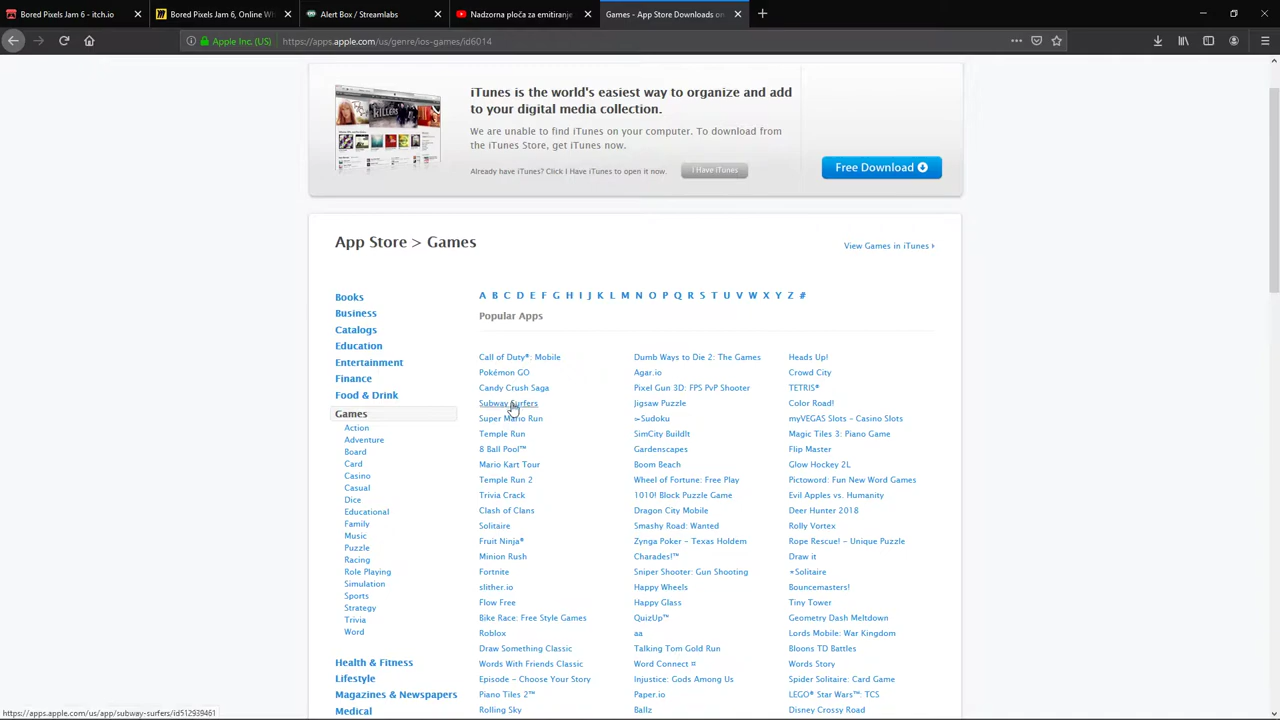 Bored Pixels Jam 6 - itch.io
Bored Pixels Jam 6, Online Wh
Alert Box / Streamlabs
Nadzorna ploča za emitiranje
Games - App Store Downloads on
Apple Inc. (US)
https://apps.apple.com/us/genre/ios-games/id6014
iTunes is the world's easiest way to organize and add
to your digital media collection.
We are unable to find iTunes on your computer. To download from
the iTunes Store, get iTunes now.
Already have iTunes? Click I Have iTunes to open it now.
I Have iTunes
Free Download
App Store > Games
View Games in iTunes
Books
Business
Catalogs
Education
Entertainment
Finance
Food & Drink
Games
Action
Adventure
Board
Card
Casino
Casual
Dice
Educational
Family
Music
Puzzle
Racing
Role Playing
Simulation
Sports
Strategy
Trivia
Word
Health & Fitness
Lifestyle
Magazines & Newspapers
Medical
A B C D E F G H I J K L M N O P Q R S T U V W X Y Z #
Popular Apps
Call of Duty®: Mobile
Pokémon GO
Candy Crush Saga
Subway Surfers
Super Mario Run
Temple Run
8 Ball Pool™
Mario Kart Tour
Temple Run 2
Trivia Crack
Clash of Clans
Solitaire
Fruit Ninja®
Minion Rush
Fortnite
slither.io
Flow Free
Bike Race: Free Style Games
Roblox
Draw Something Classic
Words With Friends Classic
Episode - Choose Your Story
Piano Tiles 2™
Rolling Sky
Dumb Ways to Die 2: The Games
Agar.io
Pixel Gun 3D: FPS PvP Shooter
Jigsaw Puzzle
~Sudoku
SimCity BuildIt
Gardenscapes
Boom Beach
Wheel of Fortune: Free Play
1010! Block Puzzle Game
Dragon City Mobile
Smashy Road: Wanted
Zynga Poker - Texas Holdem
Charades!™
Sniper Shooter: Gun Shooting
Happy Wheels
Happy Glass
QuizUp™
aa
Talking Tom Gold Run
Word Connect ¤
Injustice: Gods Among Us
Paper.io
Ballz
Heads Up!
Crowd City
TETRIS®
Color Road!
myVEGAS Slots - Casino Slots
Magic Tiles 3: Piano Game
Flip Master
Glow Hockey 2L
Pictoword: Fun New Word Games
Evil Apples vs. Humanity
Deer Hunter 2018
Rolly Vortex
Rope Rescue! - Unique Puzzle
Draw it
*Solitaire
Bouncemasters!
Tiny Tower
Geometry Dash Meltdown
Lords Mobile: War Kingdom
Bloons TD Battles
Words Story
Spider Solitaire: Card Game
LEGO® Star Wars™: TCS
Disney Crossy Road
https://apps.apple.com/us/app/subway-surfers/id512939461